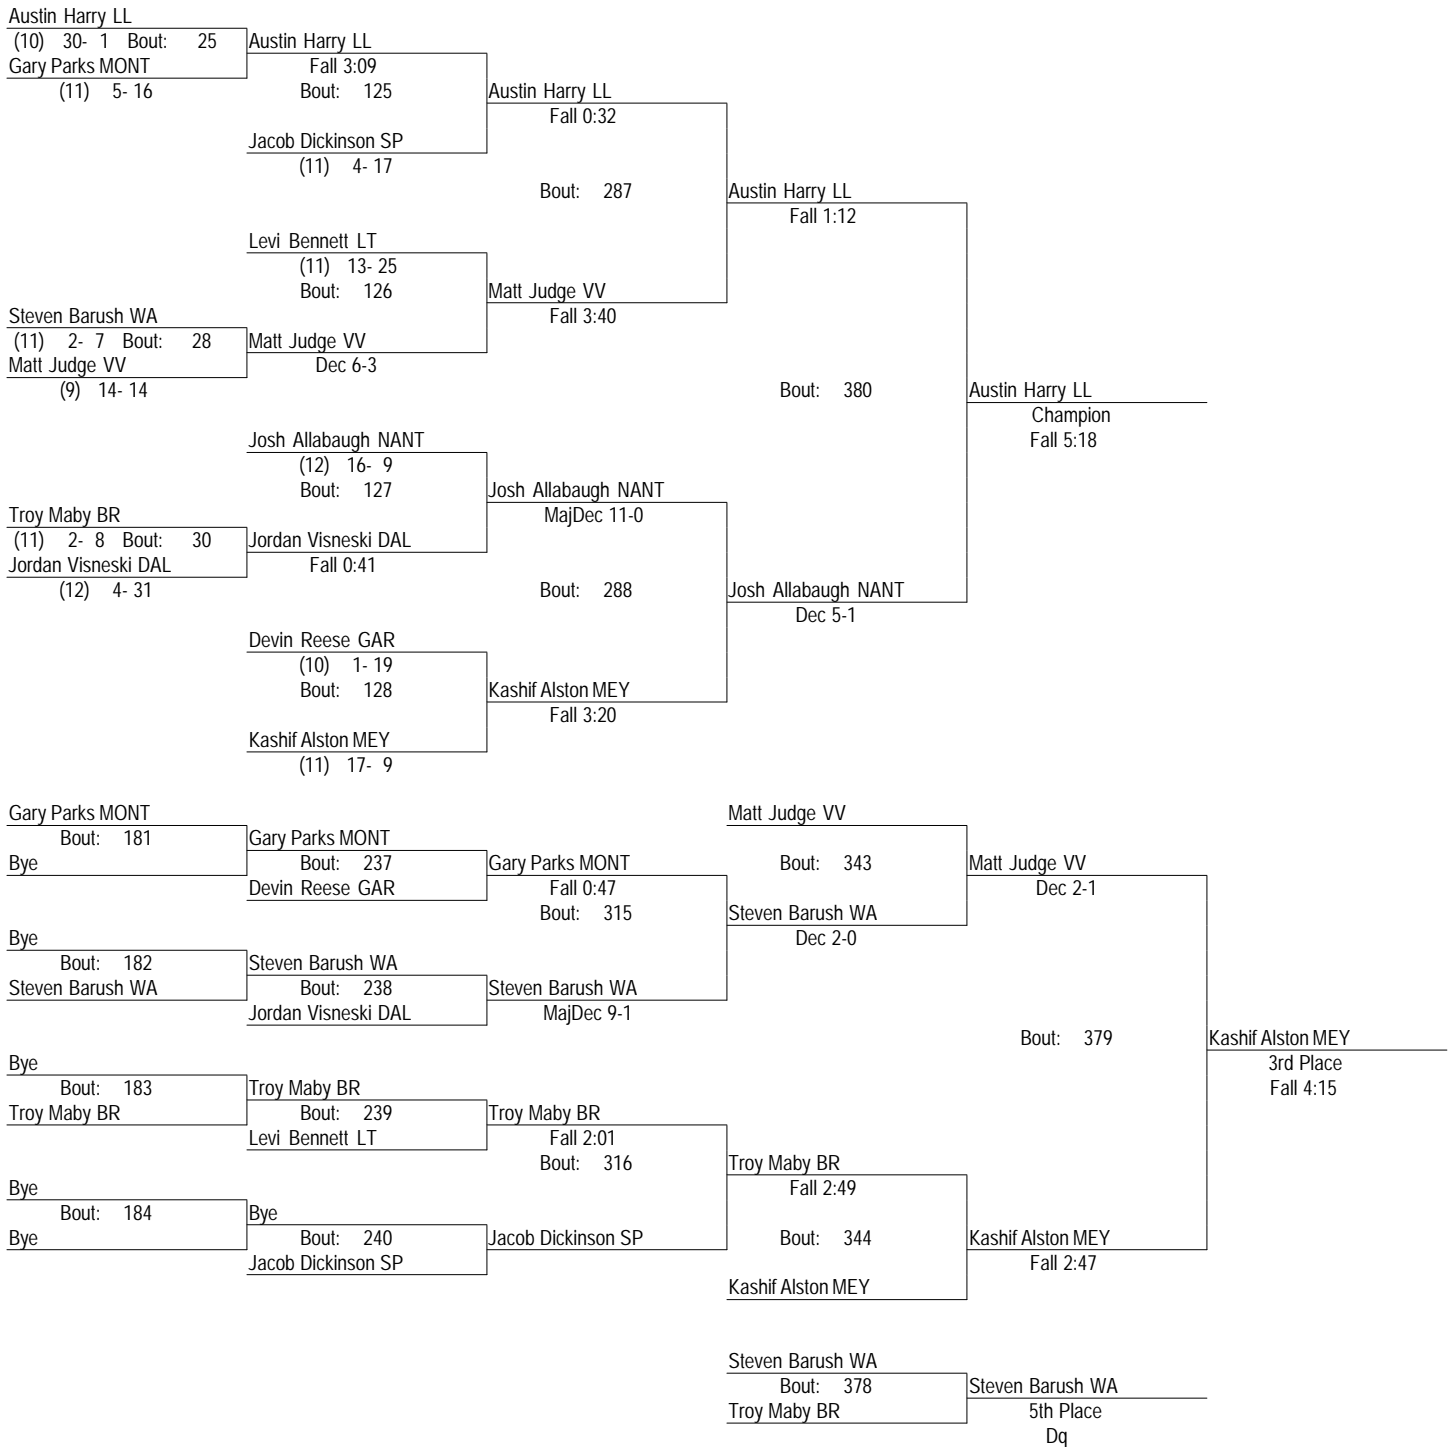 Austin Harry LL
(10) 30- 1 Bout: 25 Austin Harry LL
Gary Parks MONT Fall 3:09
(11) 5- 16 Bout: 125 Austin Harry LL
Fall 0:32
Jacob Dickinson SP
(11) 4- 17
Bout: 287 Austin Harry LL
Fall 1:12
Levi Bennett LT
(11) 13- 25
Bout: 126 Matt Judge VV
Steven Barush WA Fall 3:40
(11) 2- 7 Bout: 28 Matt Judge VV
Matt Judge VV Dec 6-3
(9) 14- 14 Bout: 380 Austin Harry LL
Champion
Josh Allabaugh NANT Fall 5:18
(12) 16- 9
Bout: 127 Josh Allabaugh NANT
Troy Maby BR MajDec 11-0
(11) 2- 8 Bout: 30 Jordan Visneski DAL
Jordan Visneski DAL Fall 0:41
(12) 4- 31 Bout: 288 Josh Allabaugh NANT
Dec 5-1
Devin Reese GAR
(10) 1- 19
Bout: 128 Kashif Alston MEY
Fall 3:20
Kashif Alston MEY
(11) 17- 9
Gary Parks MONT Matt Judge VV
Bout: 181 Gary Parks MONT
Bye Bout: 237 Gary Parks MONT Bout: 343 Matt Judge VV
Devin Reese GAR Fall 0:47 Dec 2-1
Bout: 315 Steven Barush WA
Bye Dec 2-0
Bout: 182 Steven Barush WA
Steven Barush WA Bout: 238 Steven Barush WA
Jordan Visneski DAL MajDec 9-1
Bout: 379 Kashif Alston MEY
Bye 3rd Place
Bout: 183 Troy Maby BR Fall 4:15
Troy Maby BR Bout: 239 Troy Maby BR
Levi Bennett LT Fall 2:01
Bout: 316 Troy Maby BR
Bye Fall 2:49
Bout: 184 Bye
Bye Bout: 240 Jacob Dickinson SP Bout: 344 Kashif Alston MEY
Jacob Dickinson SP Fall 2:47
Kashif Alston MEY
Steven Barush WA
Bout: 378 Steven Barush WA
Troy Maby BR 5th Place
Dq